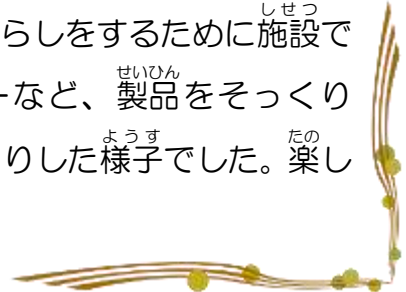 らしをするために施設で
ーなど、製品をそっくり
りした様子でした。楽し